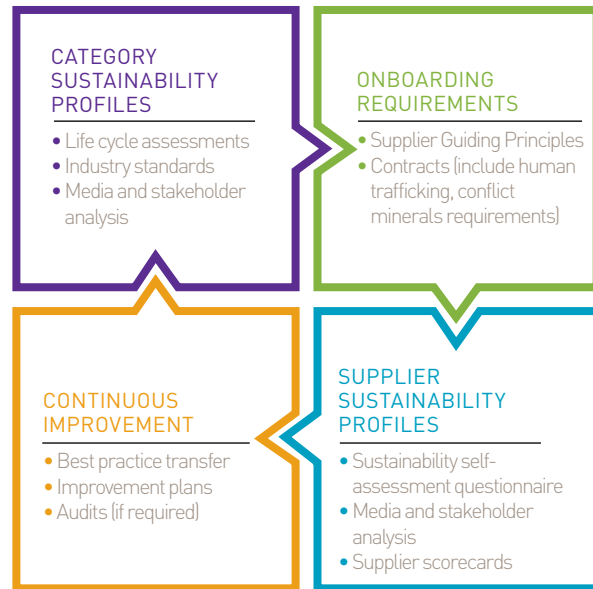 CATEGORY
SUSTAINABILITY
PROFILES
• Life cycle assessments
• Industry standards
• Media and stakeholder
analysis
ONBOARDING
REQUIREMENTS
• Supplier Guiding Principles
• Contracts (include human
trafficking, conflict
minerals requirements)
CONTINUOUS
IMPROVEMENT
• Best practice transfer
• Improvement plans
• Audits (if required)
SUPPLIER
SUSTAINABILITY
PROFILES
• Sustainability self-
assessment questionnaire
• Media and stakeholder
analysis
• Supplier scorecards